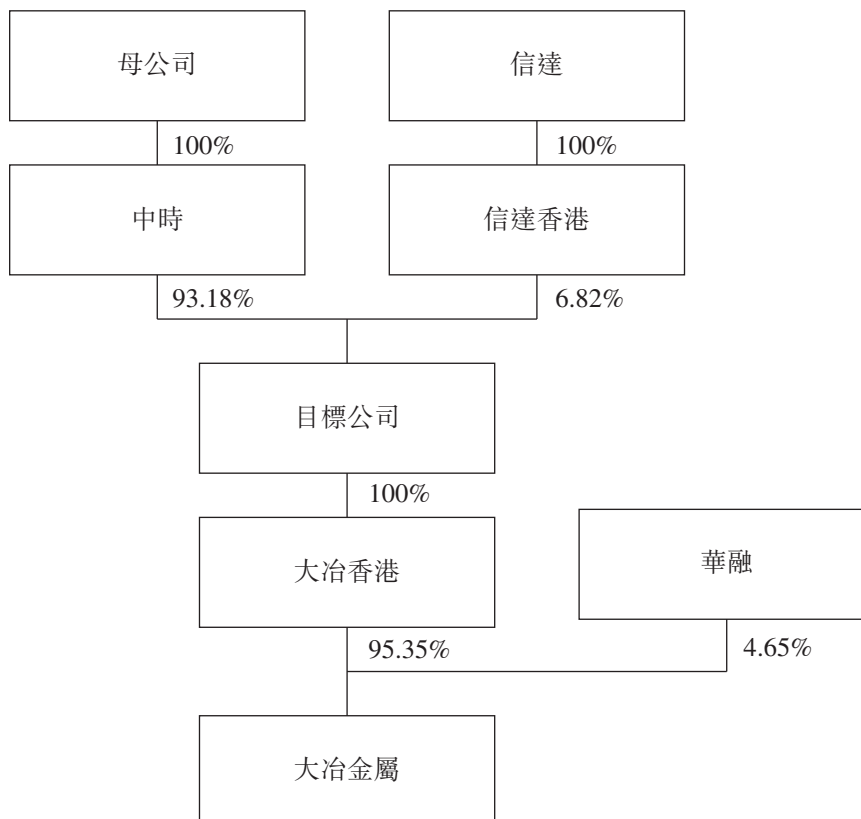 母公司
信達
100%
100%
中時
信達香港
93.18%
6.82%
目標公司
100%
大冶香港
華融
95.35%
4.65%
大冶金屬